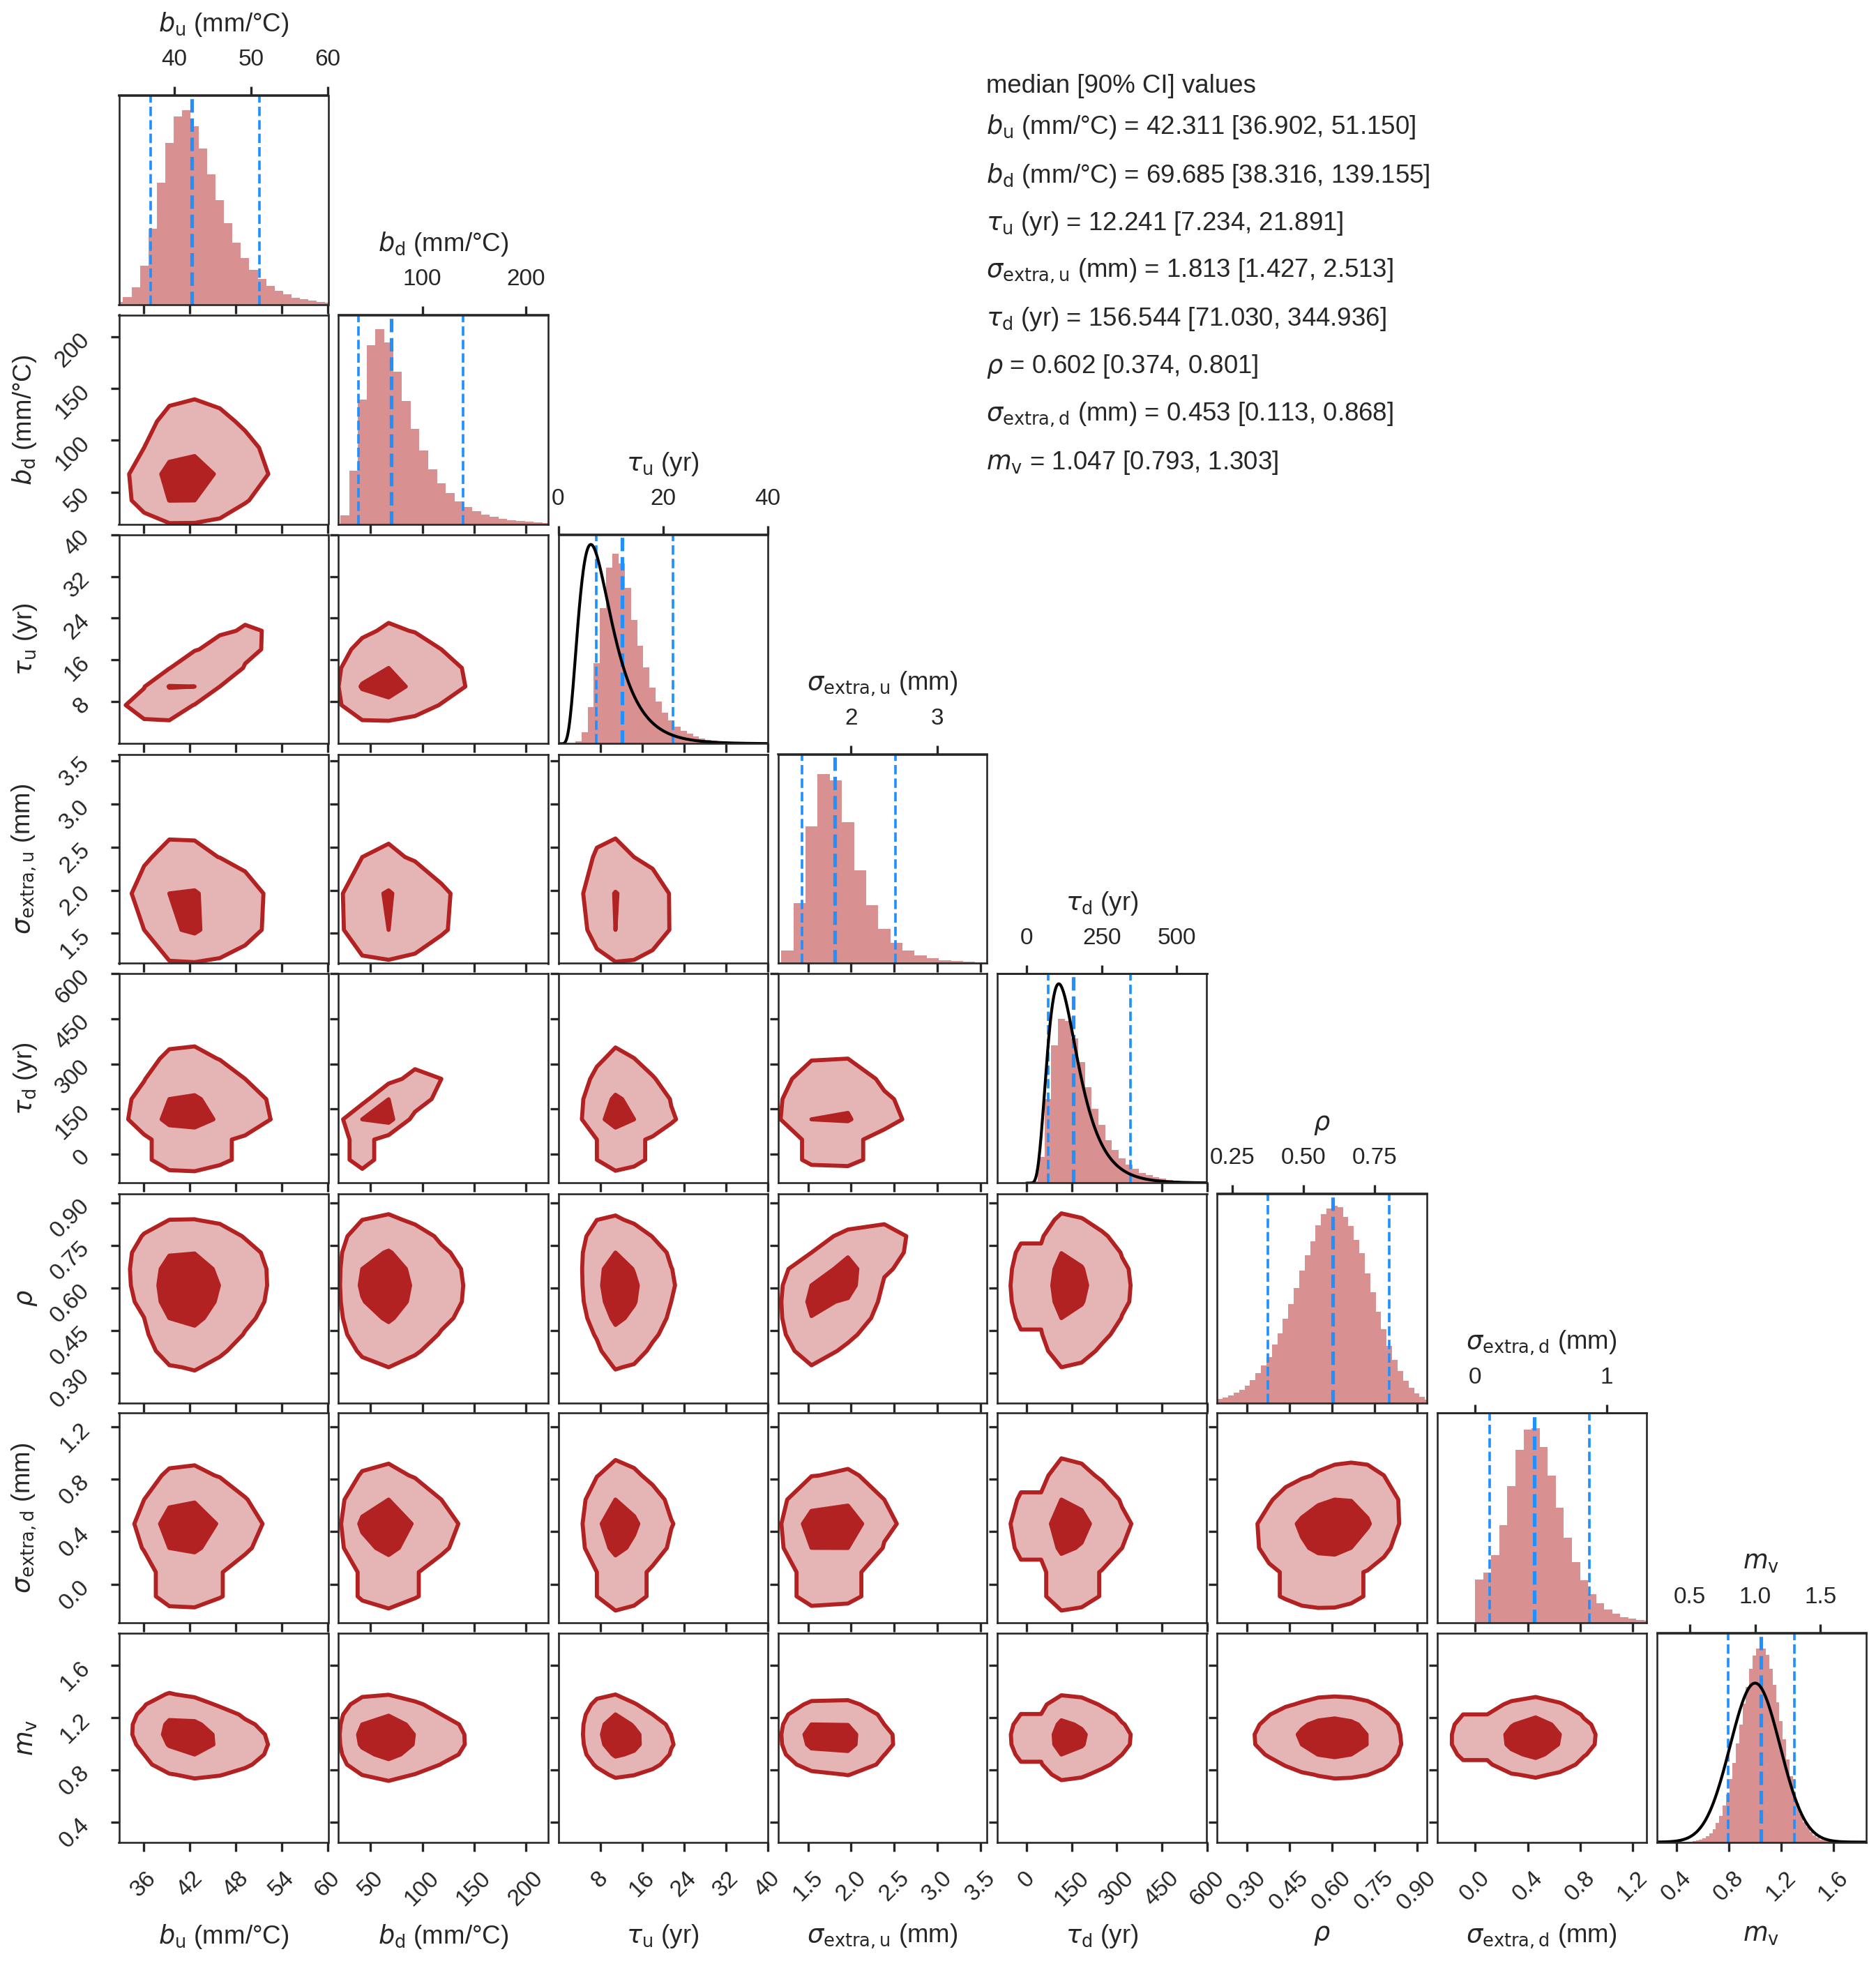 b_u (mm/°C)
40 50 60
median [90% CI] values
b_u (mm/°C) = 42.311 [36.902, 51.150]
b_d (mm/°C) = 69.685 [38.316, 139.155]
τ_u (yr) = 12.241 [7.234, 21.891]
σ_extra, u (mm) = 1.813 [1.427, 2.513]
τ_d (yr) = 156.544 [71.030, 344.936]
ρ = 0.602 [0.374, 0.801]
σ_extra, d (mm) = 0.453 [0.113, 0.868]
m_v = 1.047 [0.793, 1.303]
b_d (mm/°C)
100 200
b_d (mm/°C)
200
150
100
50
τ_u (yr)
0 20 40
τ_u (yr)
40
32
24
16
8
σ_extra, u (mm)
2 3
σ_extra, u (mm)
3.5
3.0
2.5
2.0
1.5
τ_d (yr)
0 250 500
τ_d (yr)
600
450
300
150
0
ρ
0.25 0.50 0.75
ρ
0.90
0.75
0.60
0.45
0.30
σ_extra, d (mm)
0 1
σ_extra, d (mm)
1.2
0.8
0.4
0.0
m_v
0.5 1.0 1.5
m_v
1.6
1.2
0.8
0.4
36 42 48 60 50 100 150 200 8 16 24 32 40 1.5 2.0 2.5 3.0 3.5 0 150 300 450 600 0.30 0.45 0.60 0.75 0.90 0.0 0.4 0.8 1.2 0.4 0.8 1.2 1.6
54
b_u (mm/°C) b_d (mm/°C) τ_u (yr) σ_extra, u (mm) τ_d (yr) ρ σ_extra, d (mm) m_v